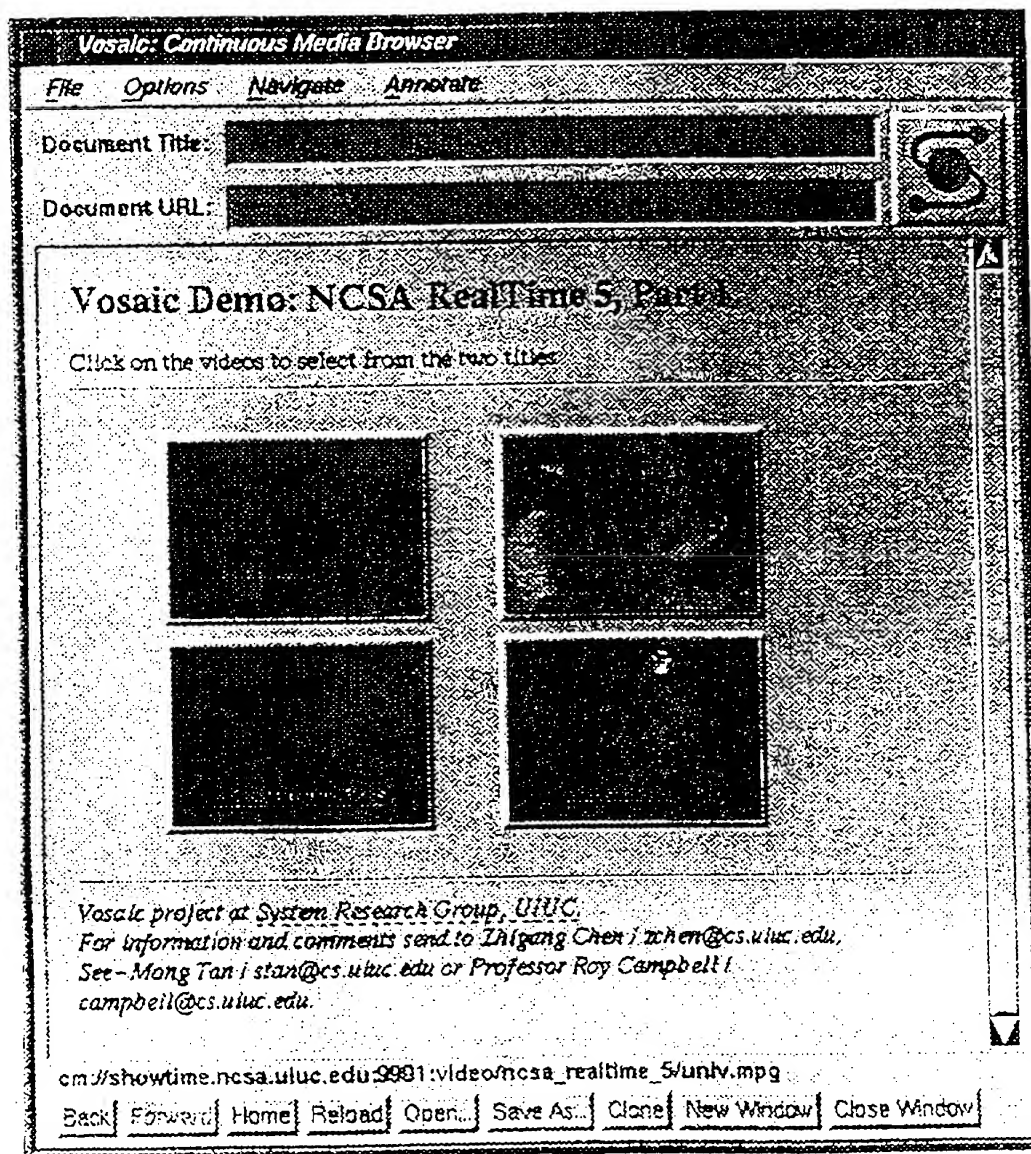 Vosaic: Continuous Media Browser
File Options Navigate Annotate
Document Title:
Document URL:
Vosaic Demo: NCSA RealTime 5, Part 1.
Click on the videos to select from the two titles
Vosaic project at System Research Group, UIUC.
For information and comments send to Zhigang Chen / zchen@cs.uiuc.edu,
See-Mong Tan / stan@cs.uiuc.edu or Professor Roy Campbell /
campbell@cs.uiuc.edu.
cm://showtime.ncsa.uiuc.edu:9901:video/ncsa_realtime_5/univ.mpg
Back Forward Home Reload Open... Save As... Clone New Window Close Window